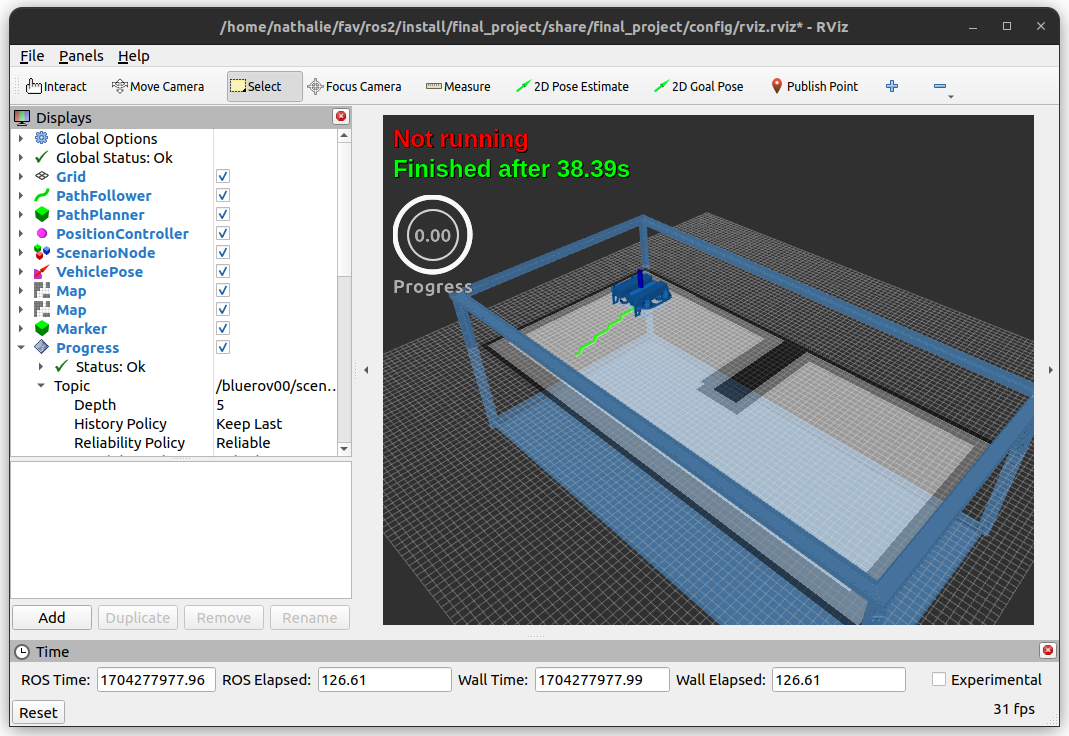 /home/nathalie/fav/ros2/install/final_project/share/final_project/config/rviz.rviz* - RViz
File Panels Help
Interact Move Camera Select Focus Camera Measure 2D Pose Estimate 2D Goal Pose Publish Point
Displays
Global Options
Global Status: Ok
Grid
PathFollower
PathPlanner
PositionController
ScenarioNode
VehiclePose
Map
Map
Marker
Progress
Status: Ok
Topic /bluerov00/scen...
Depth 5
History Policy Keep Last
Reliability Policy Reliable
Add Duplicate Remove Rename
Not running
Finished after 38.39s
0.00
Progress
Time
ROS Time: 1704277977.96 ROS Elapsed: 126.61 Wall Time: 1704277977.99 Wall Elapsed: 126.61 Experimental
Reset 31 fps